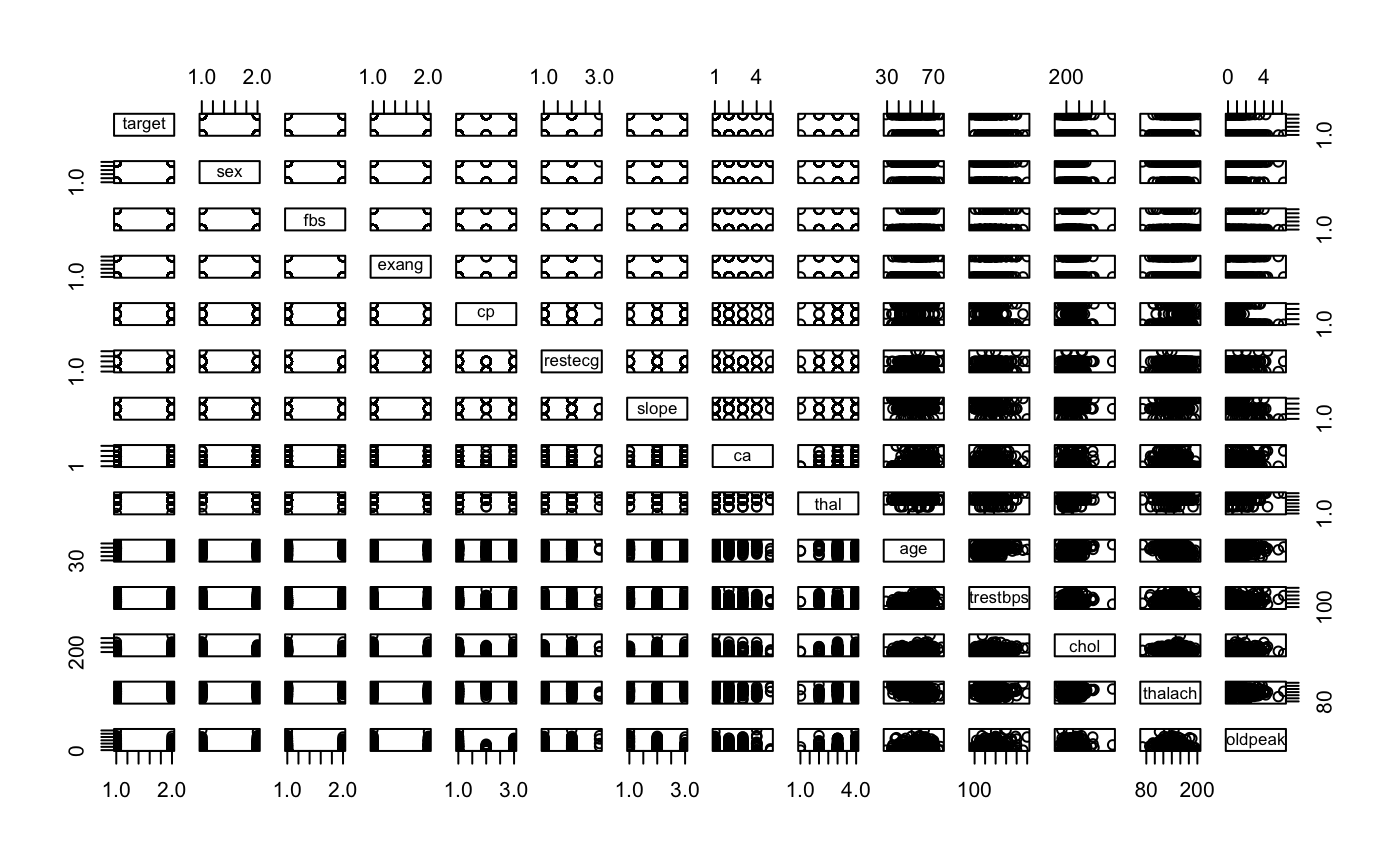 1.0 2.0 1.0 2.0 1.0 3.0 1 4 30 70 200 0 4
target 1.0
1.0 sex
fbs 1.0
1.0 exang
cp 1.0
1.0 restecg
slope 1.0
1 ca
thal 1.0
30 age
trestbps 100
200 chol
thalach 80
0 oldpeak
1.0 2.0 1.0 2.0 1.0 3.0 1.0 3.0 1.0 4.0 100 80 200